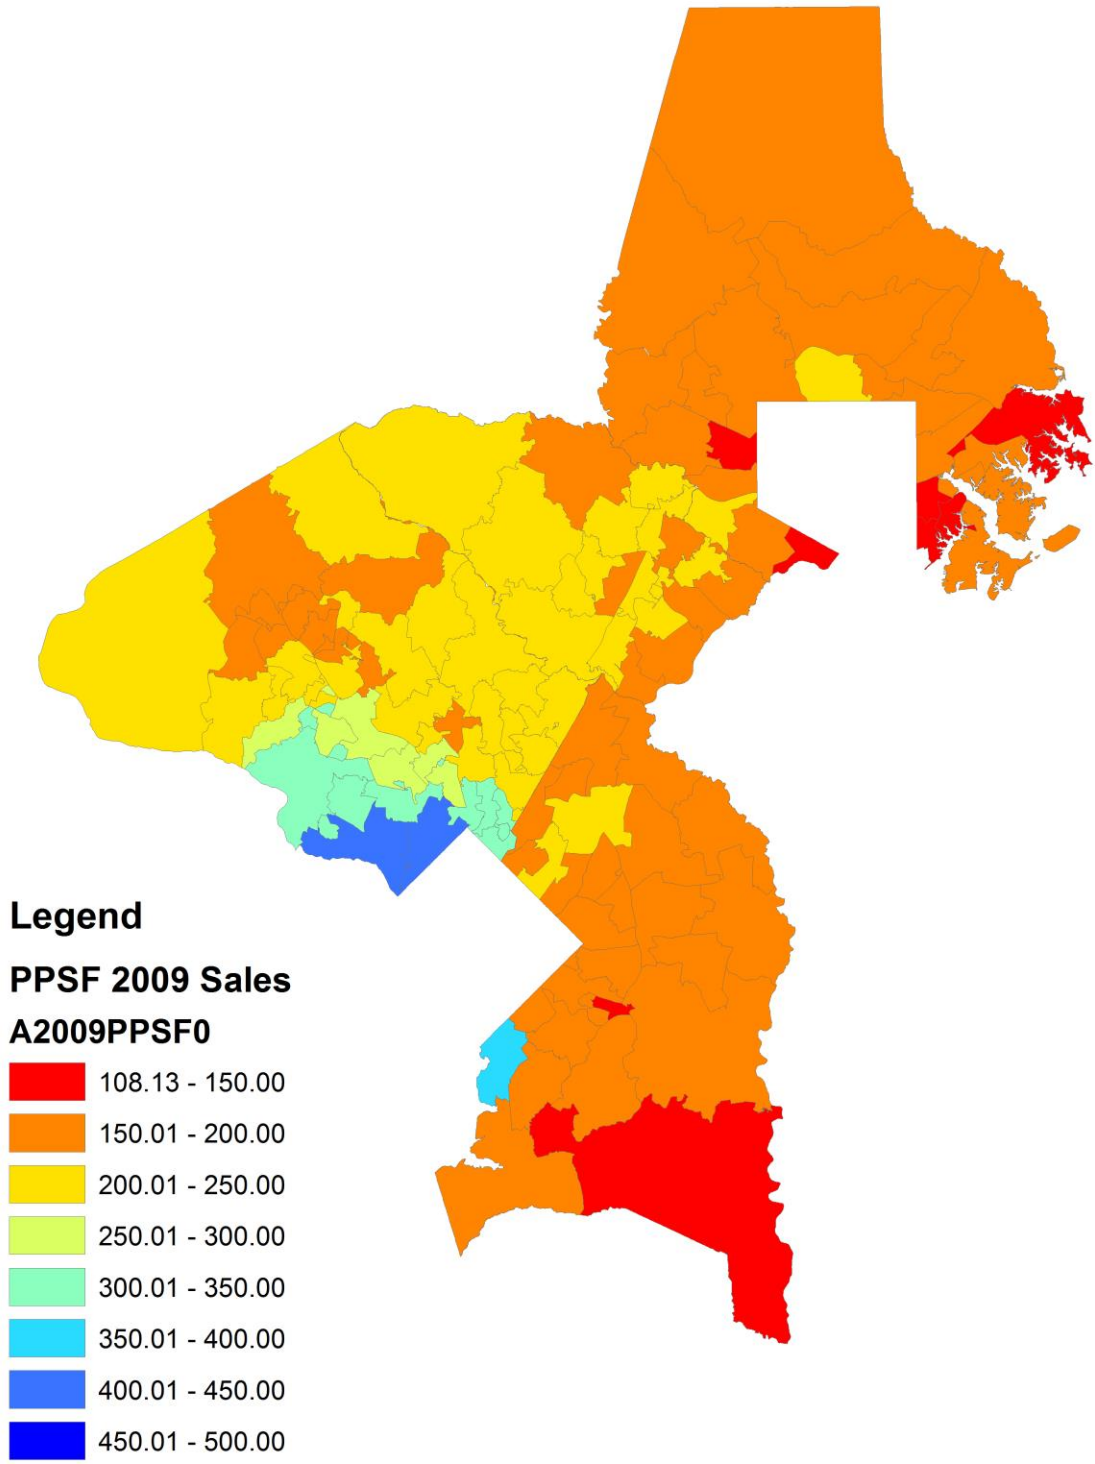 Legend
PPSF 2009 Sales
A2009PPSF0
108.13 - 150.00
150.01 - 200.00
200.01 - 250.00
250.01 - 300.00
300.01 - 350.00
350.01 - 400.00
400.01 - 450.00
450.01 - 500.00